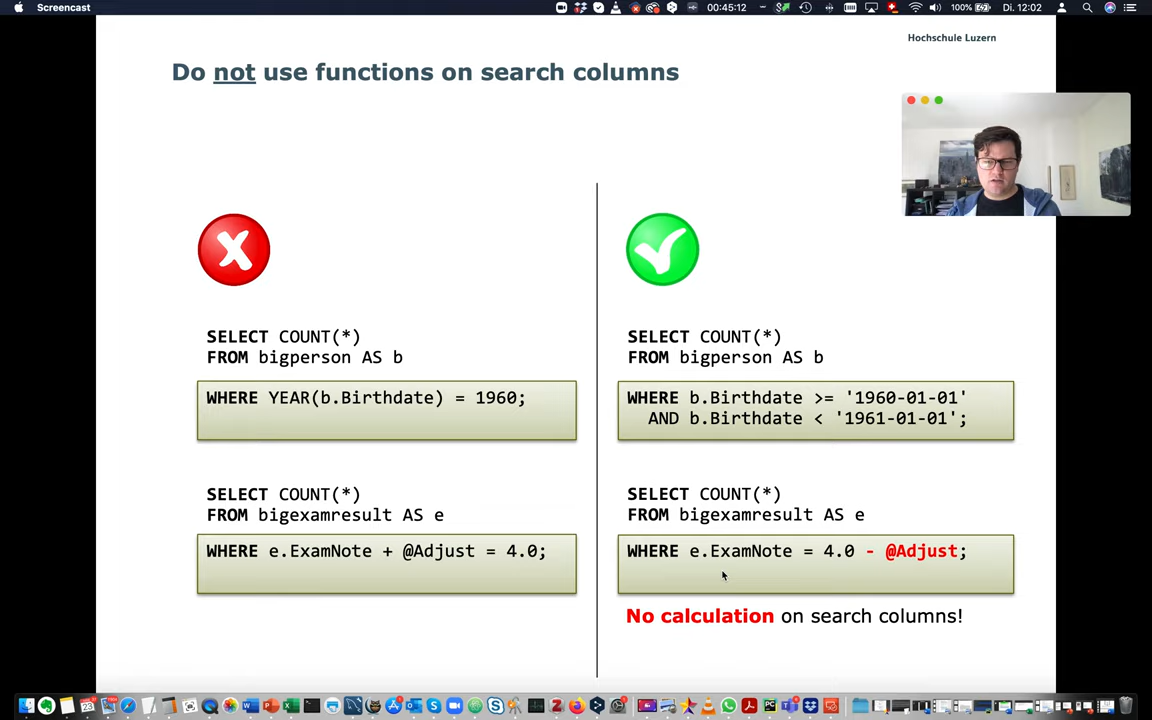 Screencast
00:45:12
100%
Di. 12:02
Hochschule Luzern
Do not use functions on search columns
SELECT COUNT(*)
FROM bigperson AS b
WHERE YEAR(b.Birthdate) = 1960;
SELECT COUNT(*)
FROM bigexamresult AS e
WHERE e.ExamNote + @Adjust = 4.0;
SELECT COUNT(*)
FROM bigperson AS b
WHERE b.Birthdate >= '1960-01-01'
AND b.Birthdate < '1961-01-01';
SELECT COUNT(*)
FROM bigexamresult AS e
WHERE e.ExamNote = 4.0 - @Adjust;
No calculation on search columns!